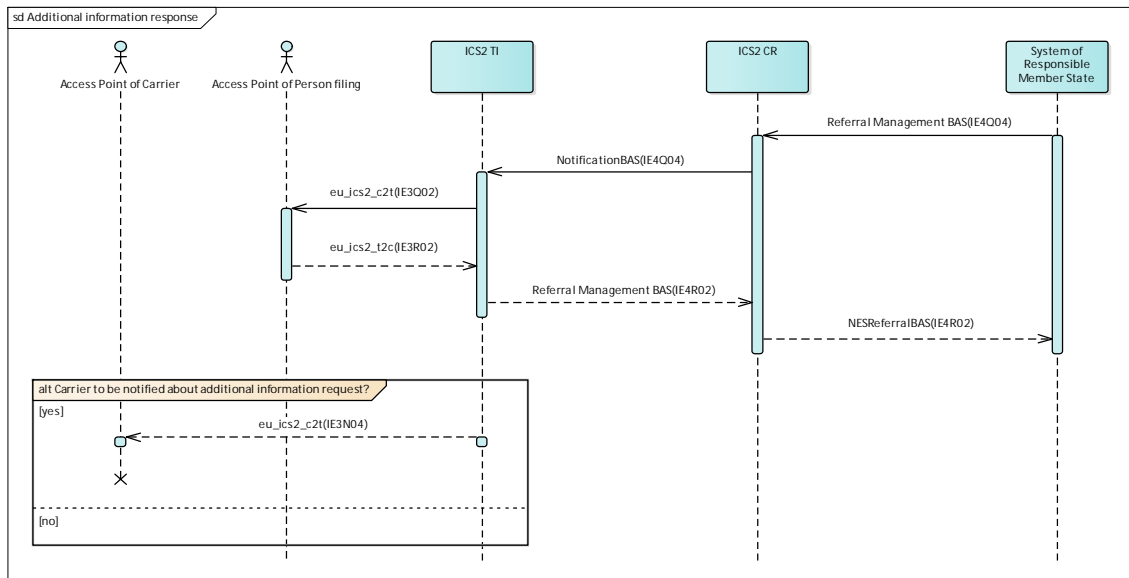 sd Additional information response
Access Point of Carrier
Access Point of Person filing
ICS2 TI
ICS2 CR
System of
Responsible
Member State
Referral Management BAS(IE4Q04)
NotificationBAS(IE4Q04)
eu_ics2_c2t(IE3Q02)
eu_ics2_t2c(IE3R02)
Referral Management BAS(IE4R02)
NESReferralBAS(IE4R02)
alt Carrier to be notified about additional information request?
[yes]
eu_ics2_c2t(IE3N04)
[no]